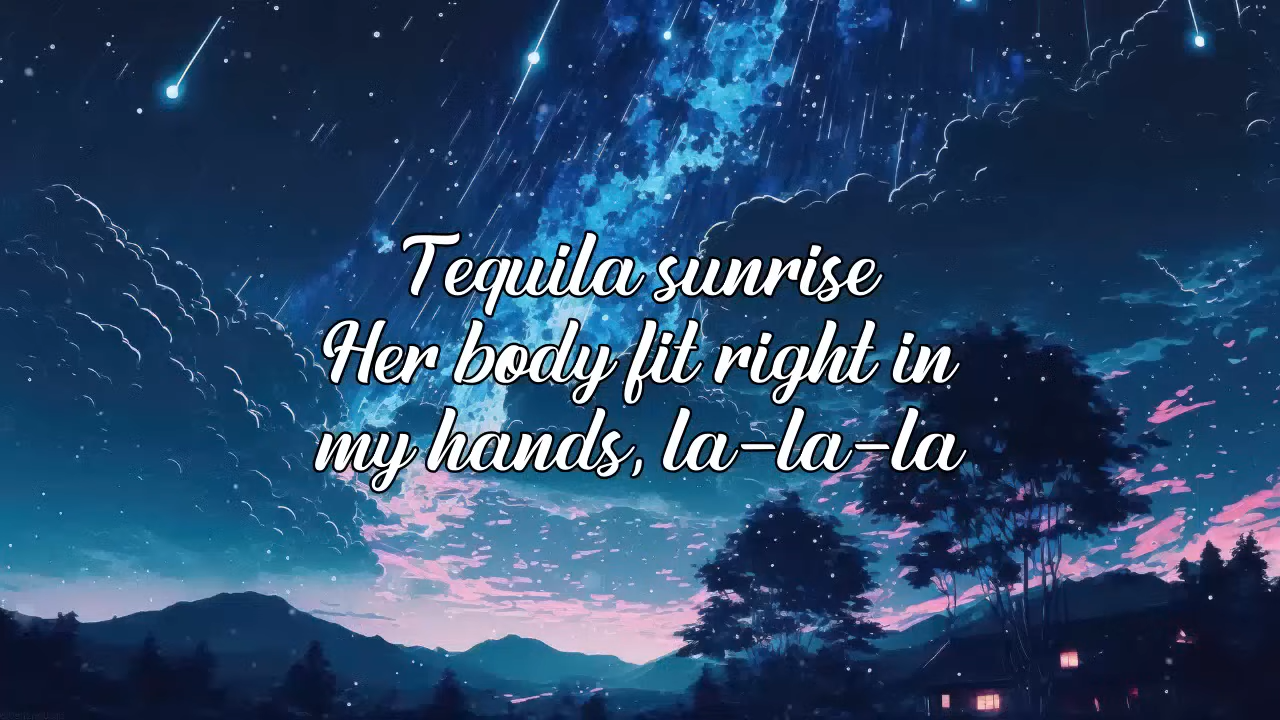 Tequila sunrise
Her body fit right in
my hands, la-la-la